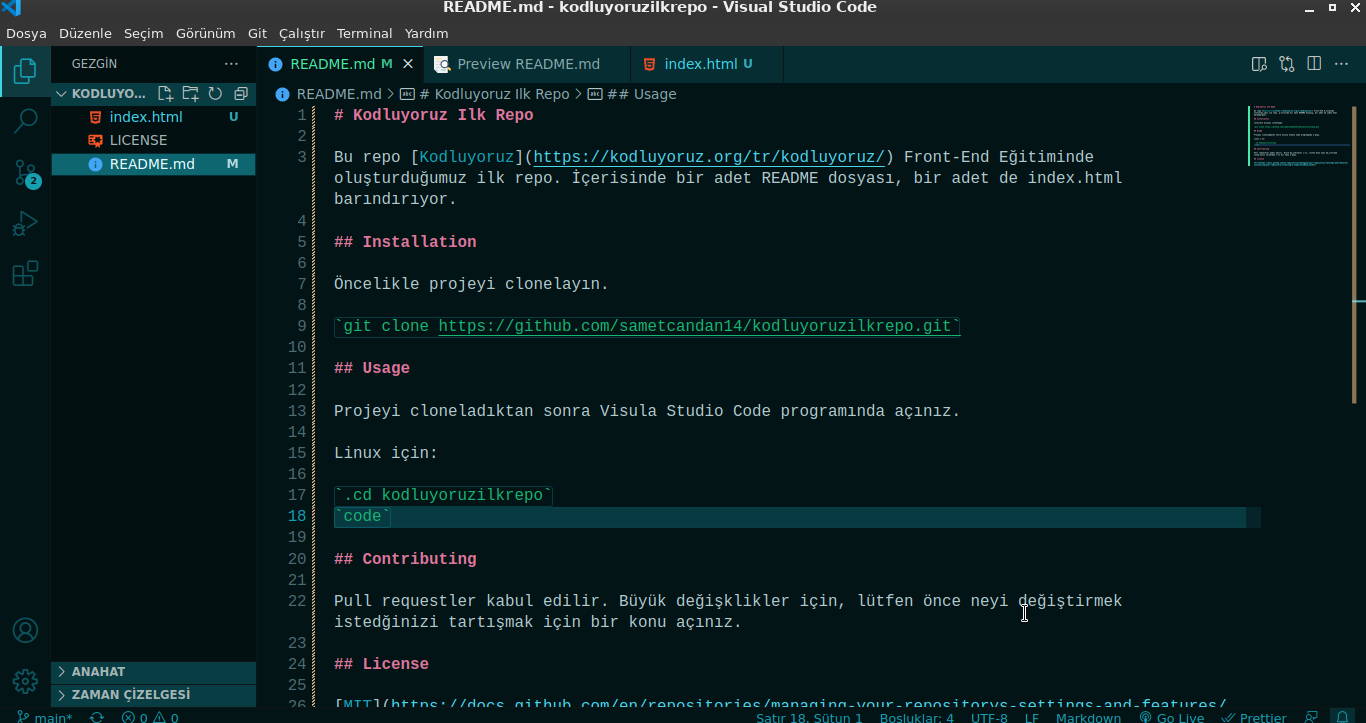 README.md - kodluyoruzilkrepo - Visual Studio Code
Dosya Düzenle Seçim Görünüm Git Çalıştır Terminal Yardım
GEZGİN
README.md M
Preview README.md
index.html U
KODLUYO...
README.md > # Kodluyoruz Ilk Repo > ## Usage
index.html U
LICENSE
README.md M
2
1 # Kodluyoruz Ilk Repo
2
3 Bu repo [Kodluyoruz](https://kodluyoruz.org/tr/kodluyoruz/) Front-End Eğitiminde
oluşturduğumuz ilk repo. İçerisinde bir adet README dosyası, bir adet de index.html
barındırıyor.
4
5 ## Installation
6
7 Öncelikle projeyi clonelayın.
8
9 `git clone https://github.com/sametcandan14/kodluyoruzilkrepo.git`
10
11 ## Usage
12
13 Projeyi cloneladıktan sonra Visula Studio Code programında açınız.
14
15 Linux için:
16
17 `.cd kodluyoruzilkrepo`
18 `code`
19
20 ## Contributing
21
22 Pull requestler kabul edilir. Büyük değişklikler için, lütfen önce neyi değiştirmek
istedğinizi tartışmak için bir konu açınız.
23
24 ## License
25
26 [MIT](https://docs.github.com/en/repositories/managing-your-repositorys-settings-and-features/
ANAHAT
ZAMAN ÇİZELGESİ
main* 0 0 Satır 18, Sütun 1 Boşluklar: 4 UTF-8 LF Markdown Go Live Prettier